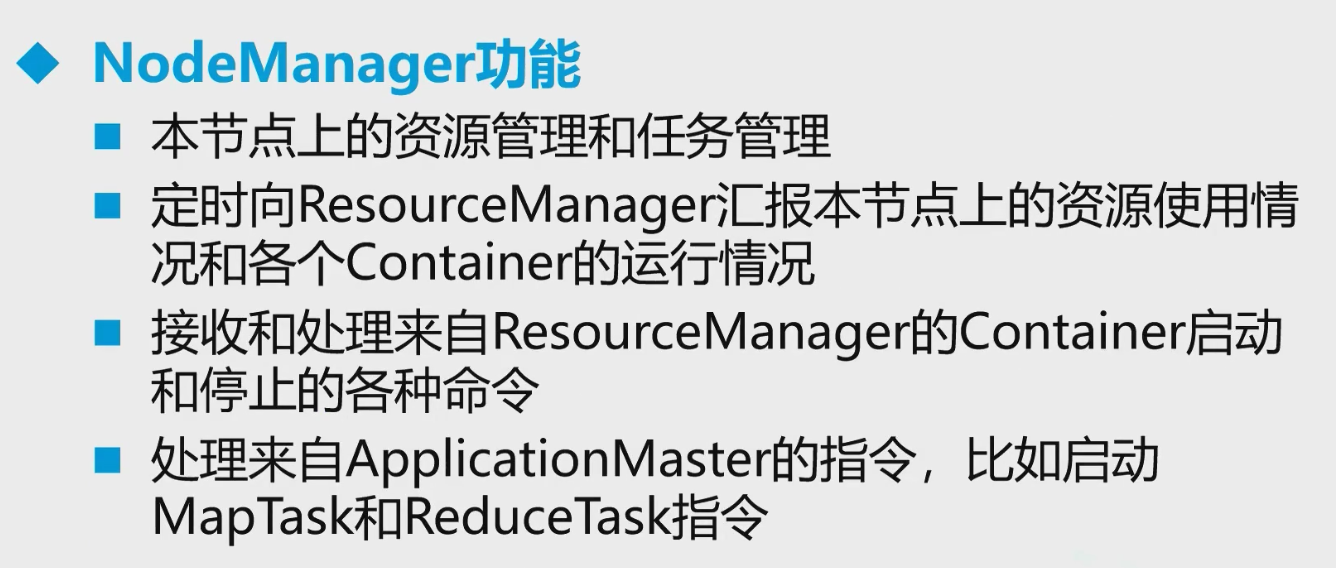 NodeManager功能
本节点上的资源管理和任务管理
定时向ResourceManager汇报本节点上的资源使用情
况和各个Container的运行情况
接收和处理来自ResourceManager的Container启动
和停止的各种命令
处理来自ApplicationMaster的指令，比如启动
MapTask和ReduceTask指令